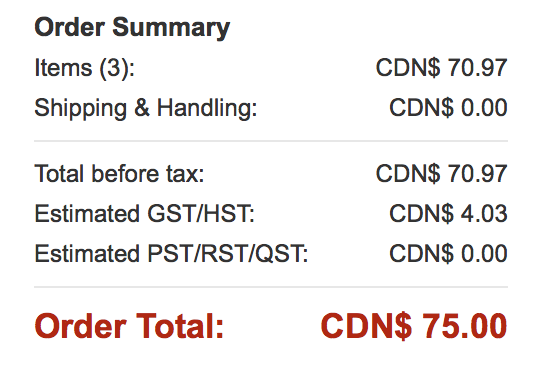 Order Summary
Items (3): CDN$ 70.97
Shipping & Handling: CDN$ 0.00
Total before tax: CDN$ 70.97
Estimated GST/HST: CDN$ 4.03
Estimated PST/RST/QST: CDN$ 0.00
Order Total: CDN$ 75.00